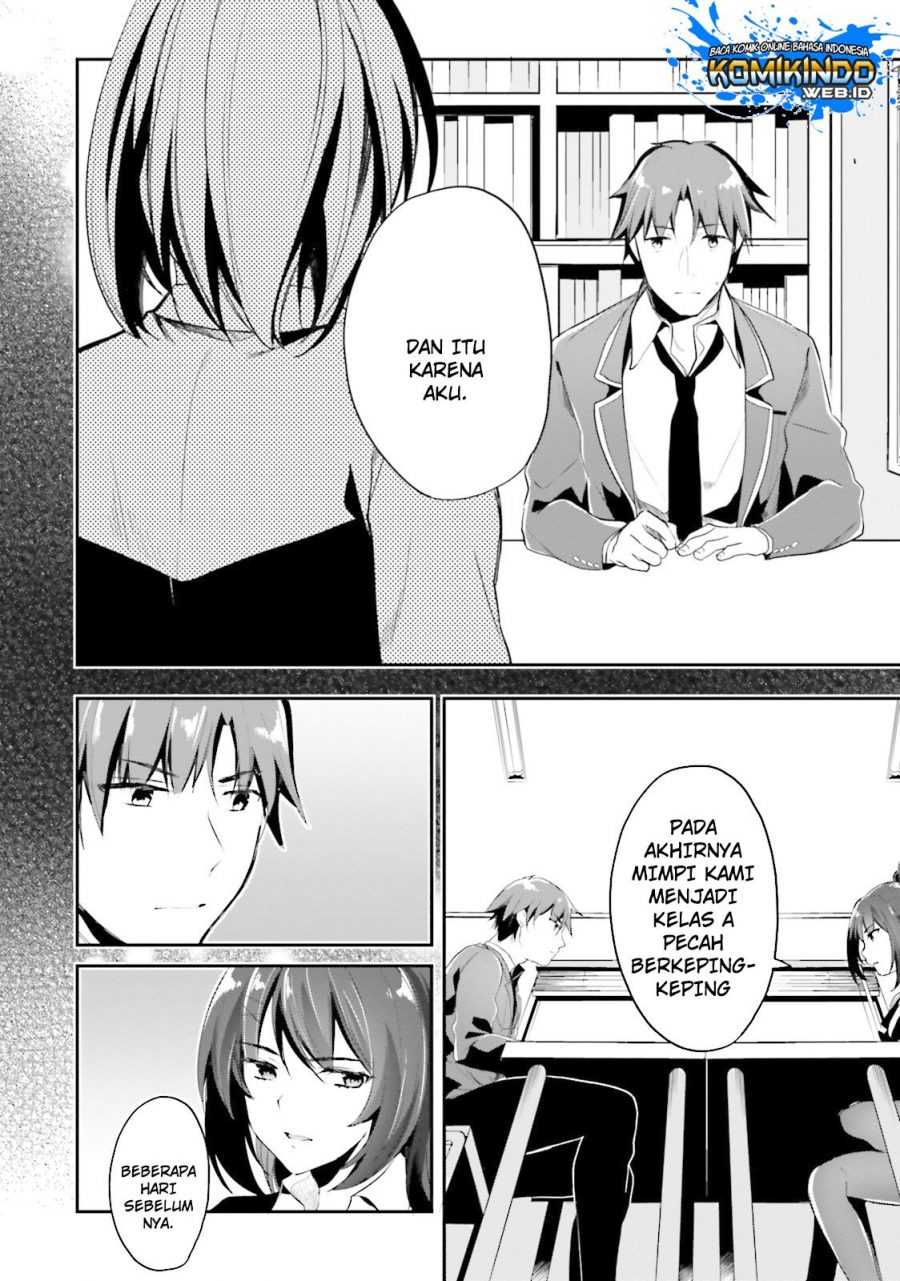 BACA KOMIK ONLINE BAHASA INDONESIA
KOMIKINDO
WEB.ID
DAN ITU
KARENA
AKU.
PADA
AKHIRNYA
MIMPI KAMI
MENJADI
KELAS A
PECAH
BERKEPING-
KEPING
BEBERAPA
HARI
SEBELUM
NYA.